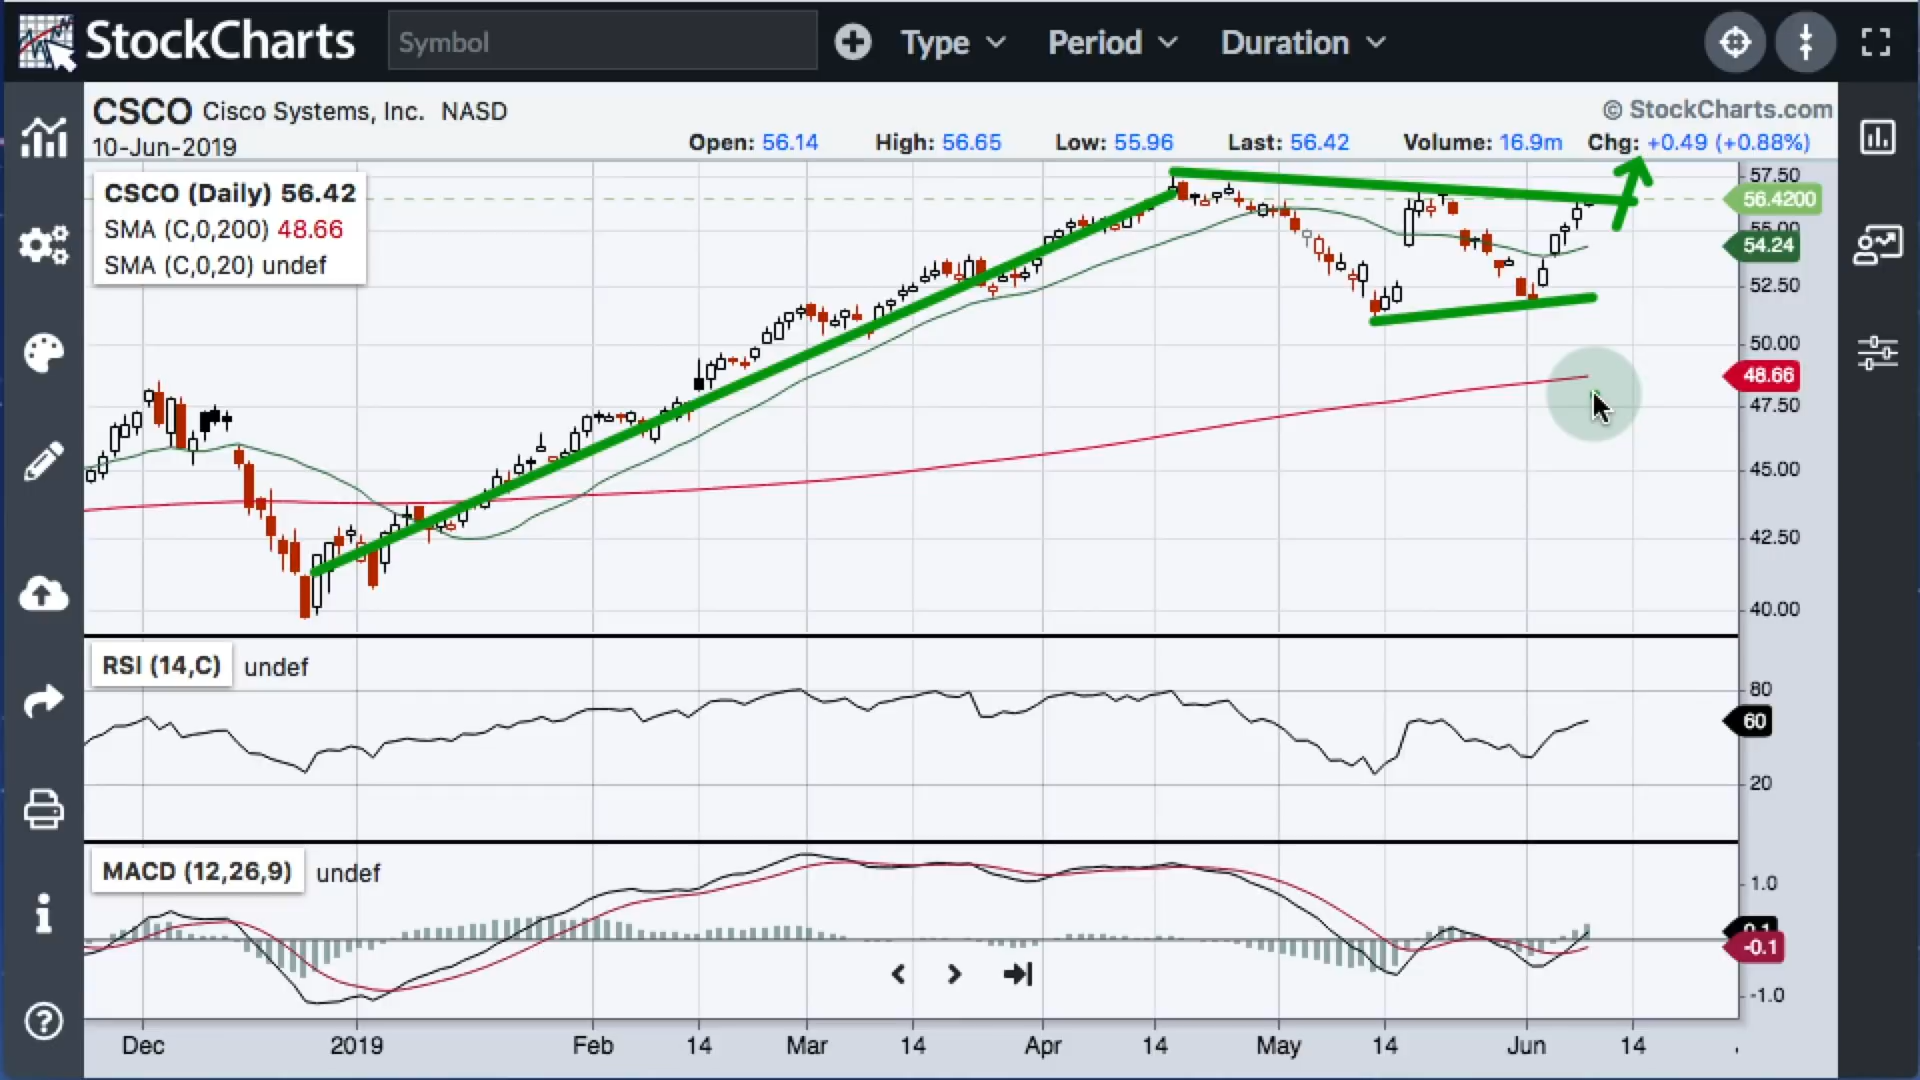 StockCharts Symbol Type Period Duration
CSCO Cisco Systems, Inc. NASD © StockCharts.com
10-Jun-2019 Open: 56.14 High: 56.65 Low: 55.96 Last: 56.42 Volume: 16.9m Chg: +0.49 (+0.88%)
CSCO (Daily) 56.42
SMA (C,0,200) 48.66
SMA (C,0,20) undef
57.50
56.4200
55.00
54.24
52.50
50.00
48.66
47.50
45.00
42.50
40.00
RSI (14,C) undef
80
60
20
MACD (12,26,9) undef
1.0
0.1
-0.1
-1.0
Dec 2019 Feb 14 Mar 14 Apr 14 May 14 Jun 14